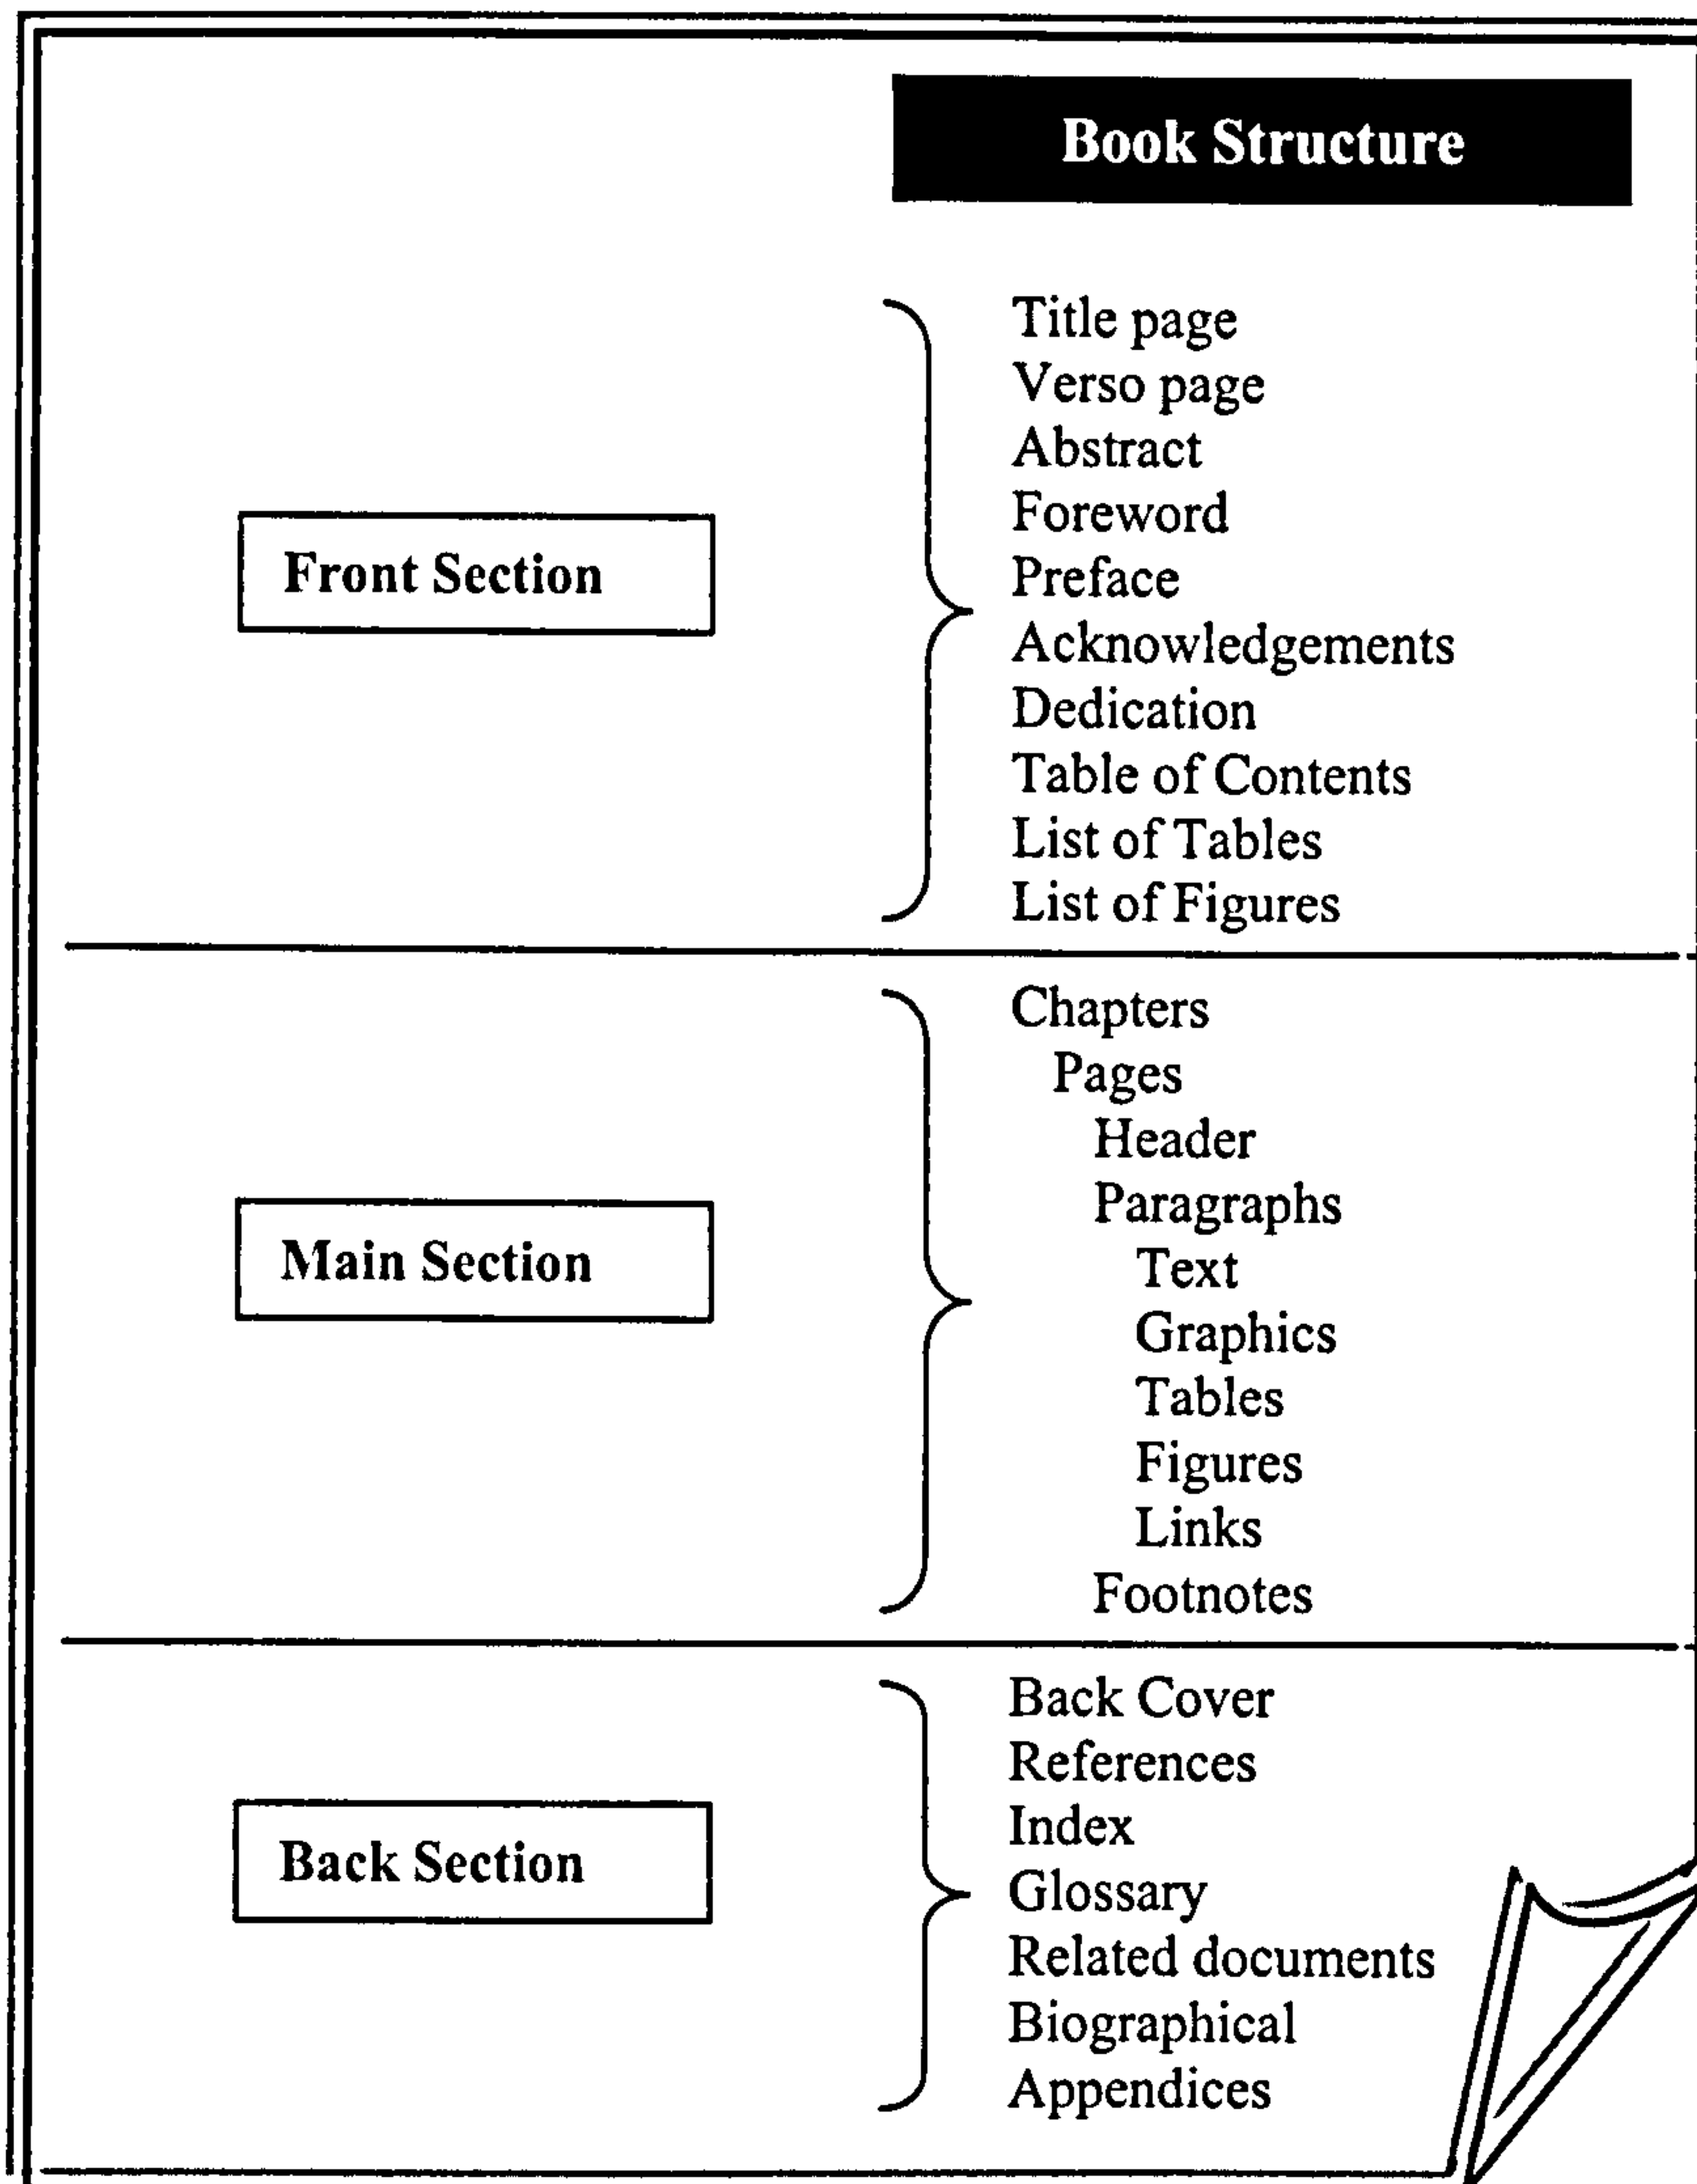 Book Structure
Front Section
Title page
Verso page
Abstract
Foreword
Preface
Acknowledgements
Dedication
Table of Contents
List of Tables
List of Figures
Main Section
Chapters
Pages
Header
Paragraphs
Text
Graphics
Tables
Figures
Links
Footnotes
Back Section
Back Cover
References
Index
Glossary
Related documents
Biographical
Appendices